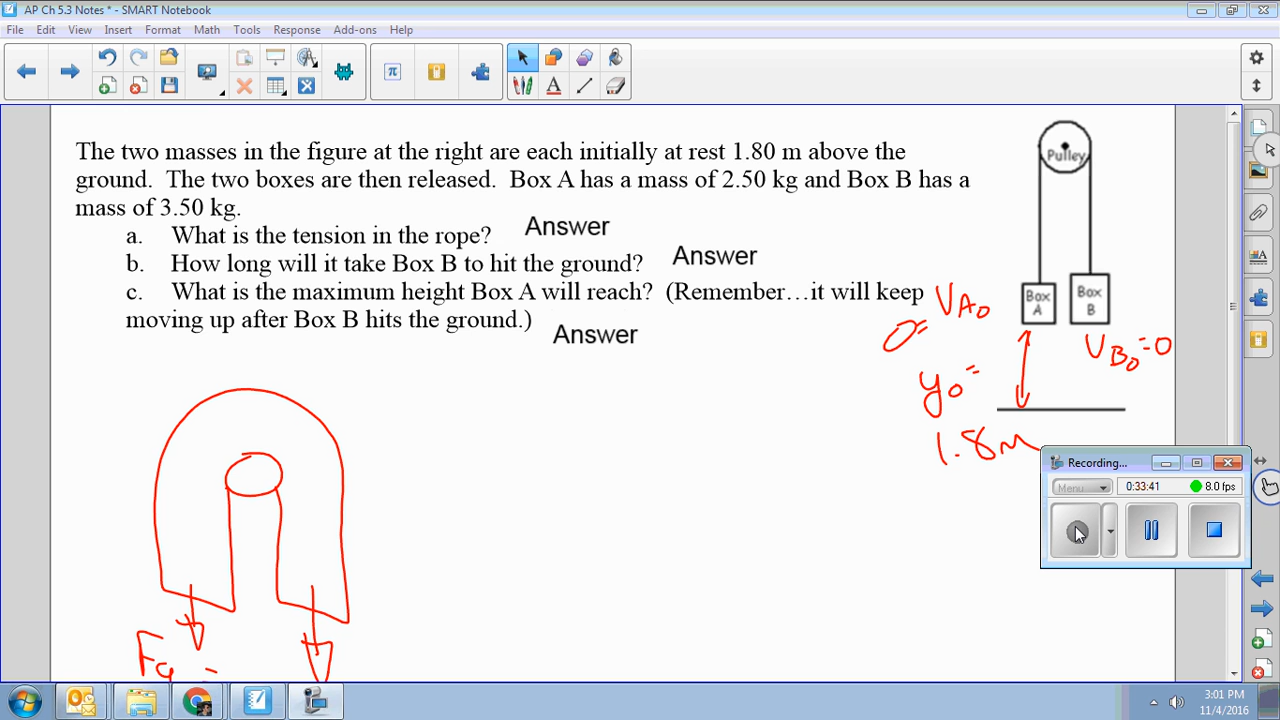 AP Ch 5.3 Notes * - SMART Notebook
File Edit View Insert Format Math Tools Response Add-ons Help
π
A
The two masses in the figure at the right are each initially at rest 1.80 m above the
ground. The two boxes are then released. Box A has a mass of 2.50 kg and Box B has a
mass of 3.50 kg.
a. What is the tension in the rope? Answer
b. How long will it take Box B to hit the ground? Answer
c. What is the maximum height Box A will reach? (Remember…it will keep
moving up after Box B hits the ground.) Answer
Pulley
Box A
Box B
0 = VA0
VB0 = 0
y0 =
1.8m
Fg
Recording...
Menu 0:33:41 8.0 fps
3:01 PM
11/4/2016